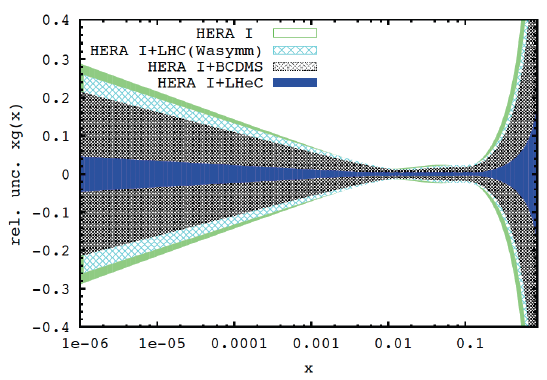 0.4
HERA I
HERA I+LHC(Wasymm)
HERA I+BCDMS
HERA I+LHeC
0.3
0.2
0.1
0
-0.1
-0.2
-0.3
-0.4
rel. unc. xg(x)
1e-06 1e-05 0.0001 0.001 0.01 0.1
x